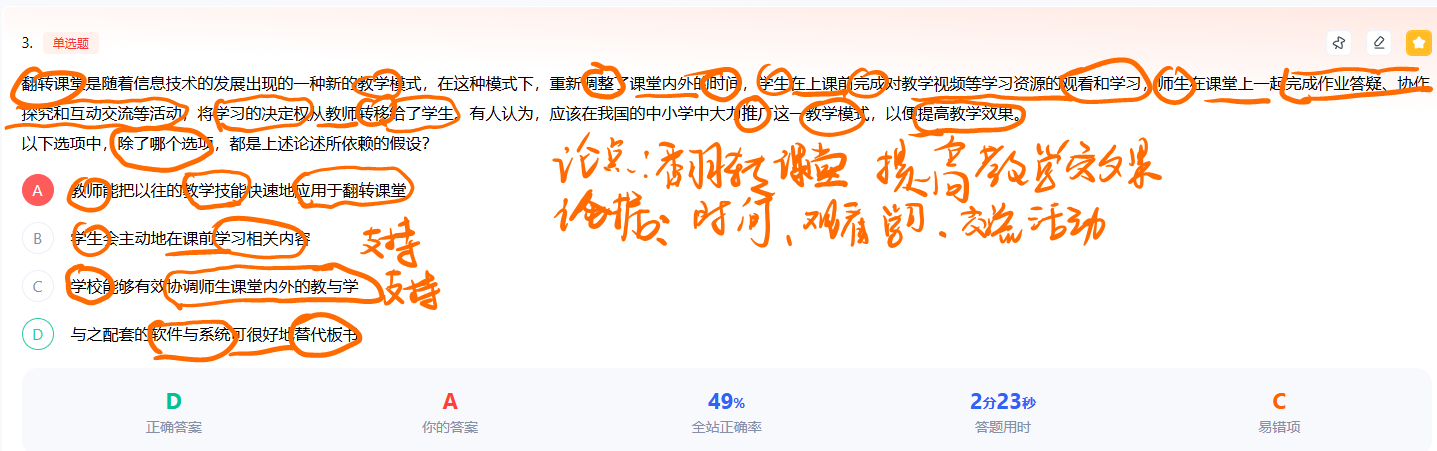 3. 单选题
翻转课堂是随着信息技术的发展出现的一种新的教学模式，在这种模式下，重新调整了课堂内外的时间，学生在上课前完成对教学视频等学习资源的观看和学习，师生在课堂上一起完成作业答疑、协作
探究和互动交流等活动，将学习的决定权从教师转移给了学生。有人认为，应该在我国的中小学中大力推广这一教学模式，以便提高教学效果。
以下选项中，除了哪个选项，都是上述论述所依赖的假设？
论点：翻转课堂 提高教学效果
A 教师能把以往的教学技能快速地应用于翻转课堂
论据：时间、观看学习、交流活动
B 学生会主动地在课前学习相关内容 支持
C 学校能够有效协调师生课堂内外的教与学 支持
D 与之配套的软件与系统可很好地替代板书
D A 49% 2分23秒 C
正确答案 你的答案 全站正确率 答题用时 易错项